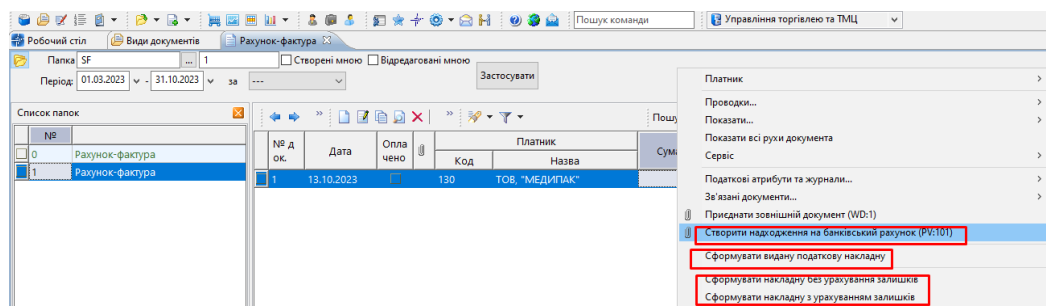 Пошук команди
Управління торгівлею та ТМЦ
Робочий стіл
Види документів
Рахунок-фактура
Папка SF ... 1
Створені мною
Відредаговані мною
Період: 01.03.2023 - 31.10.2023 за ---
Застосувати
Список папок
№
0 Рахунок-фактура
1 Рахунок-фактура
Пошу
№ док. Дата Оплачено Платник
Код Назва
Сума
1 13.10.2023 130 ТОВ, "МЕДИПАК"
Платник
Проводки...
Показати...
Показати всі рухи документа
Сервіс
Податкові атрибути та журнали...
Зв'язані документи...
Приєднати зовнішній документ (WD:1)
Створити надходження на банківський рахунок (PV:101)
Сформувати видану податкову накладну
Сформувати накладну без урахування залишків
Сформувати накладну з урахуванням залишків